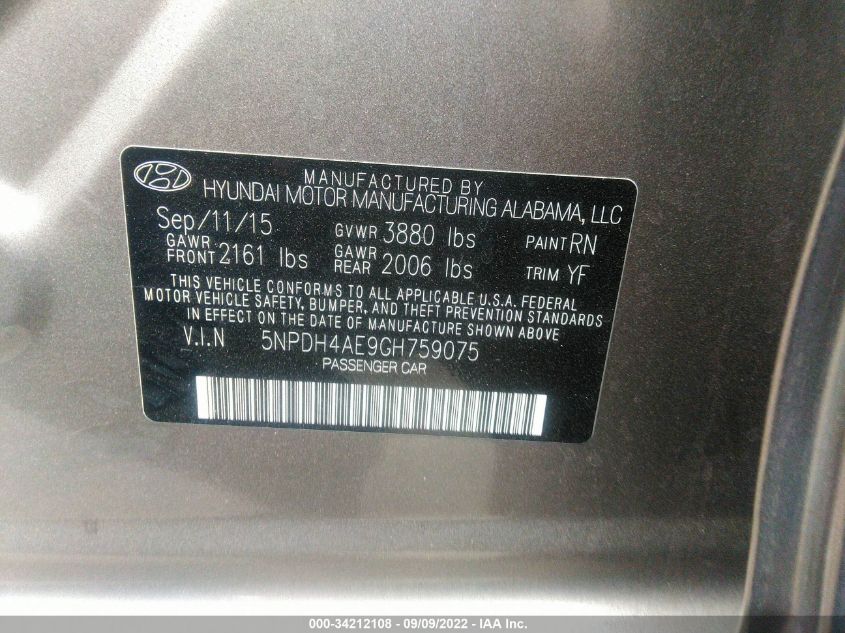 MANUFACTURED BY
HYUNDAI MOTOR MANUFACTURING ALABAMA, LLC
Sep/11/15 GVWR 3880 lbs PAINT RN
GAWR FRONT 2161 lbs GAWR REAR 2006 lbs TRIM YF
THIS VEHICLE CONFORMS TO ALL APPLICABLE U.S.A. FEDERAL
MOTOR VEHICLE SAFETY, BUMPER, AND THEFT PREVENTION STANDARDS
IN EFFECT ON THE DATE OF MANUFACTURE SHOWN ABOVE
V.I.N 5NPDH4AE9GH759075
PASSENGER CAR
000-34212108 - 09/09/2022 - IAA Inc.